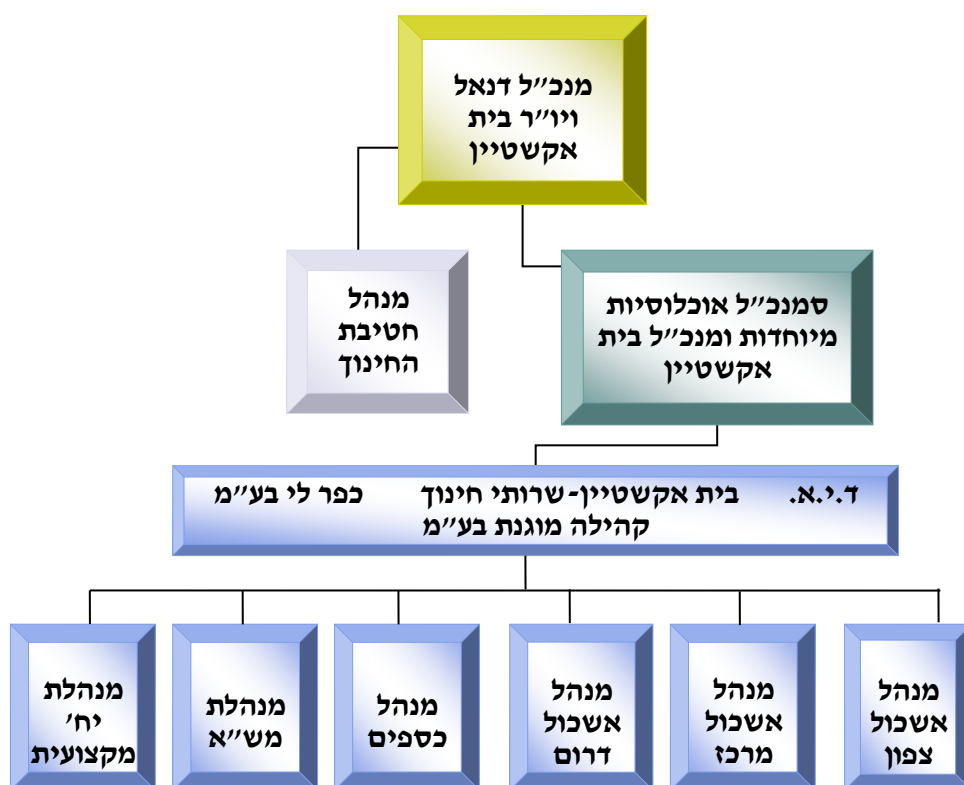 מנכ״ל דנאל
ויו״ר בית
אקשטיין
סמנכ״ל אוכלוסיות
מיוחדות ומנכ״ל בית
אקשטיין
מנהל
חטיבת
החינוך
ד.י.א. בית אקשטיין-שרותי חינוך כפר לי בע״מ
קהילה מוגנת בע״מ
מנהל
אשכול
צפון
מנהל
אשכול
מרכז
מנהל
אשכול
דרום
מנהל
כספים
מנהלת
מש״א
מנהלת
יח׳
מקצועית